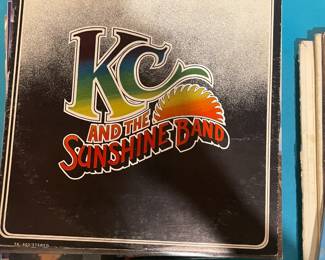 KC
AND THE
SUNSHINE BAND